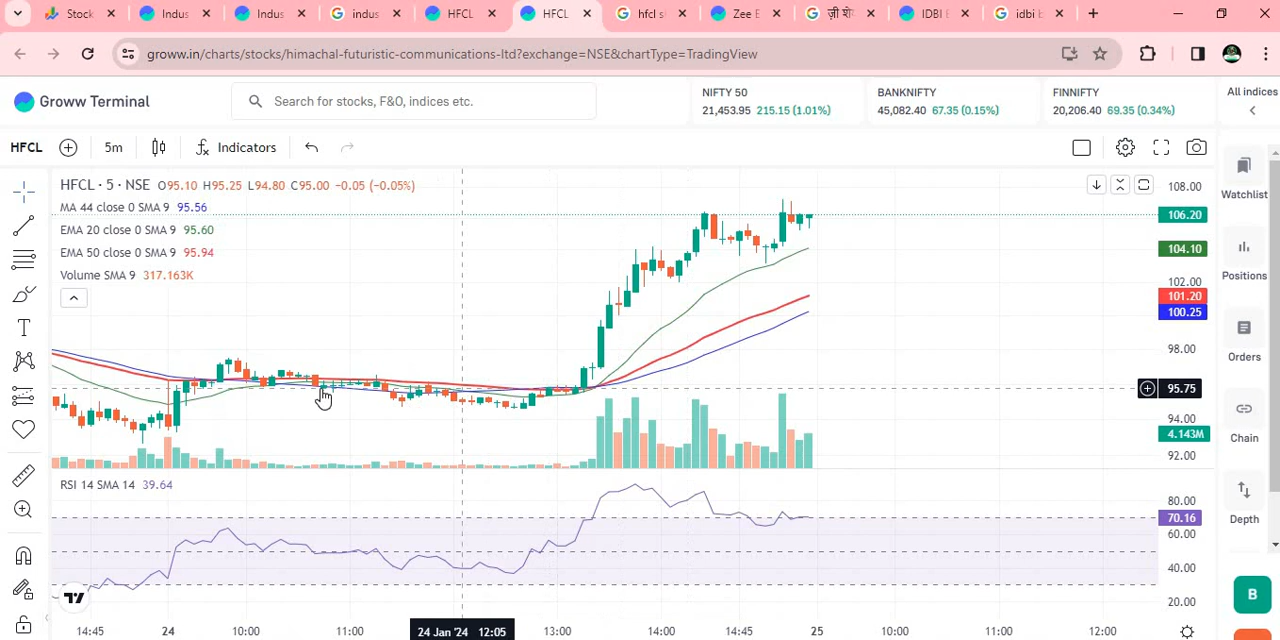 Stock
Indus
Indus
indus
HFCL
HFCL
hfcl s
Zee E
ज़ी शे
IDBI E
idbi b
groww.in/charts/stocks/himachal-futuristic-communications-ltd?exchange=NSE&chartType=TradingView
Groww Terminal
Search for stocks, F&O, indices etc.
NIFTY 50
21,453.95 215.15 (1.01%)
BANKNIFTY
45,082.40 67.35 (0.15%)
FINNIFTY
20,206.40 69.35 (0.34%)
All indices
HFCL
5m
Indicators
HFCL · 5 · NSE O95.10 H95.25 L94.80 C95.00 -0.05 (-0.05%)
MA 44 close 0 SMA 9 95.56
EMA 20 close 0 SMA 9 95.60
EMA 50 close 0 SMA 9 95.94
Volume SMA 9 317.163K
108.00
106.20
104.10
102.00
101.20
100.25
98.00
95.75
94.00
4.143M
92.00
Watchlist
Positions
Orders
Chain
Depth
B
RSI 14 SMA 14 39.64
80.00
70.16
60.00
40.00
20.00
14:45 24 10:00 11:00 24 Jan '24 12:05 13:00 14:00 14:45 25 10:00 11:00 12:00